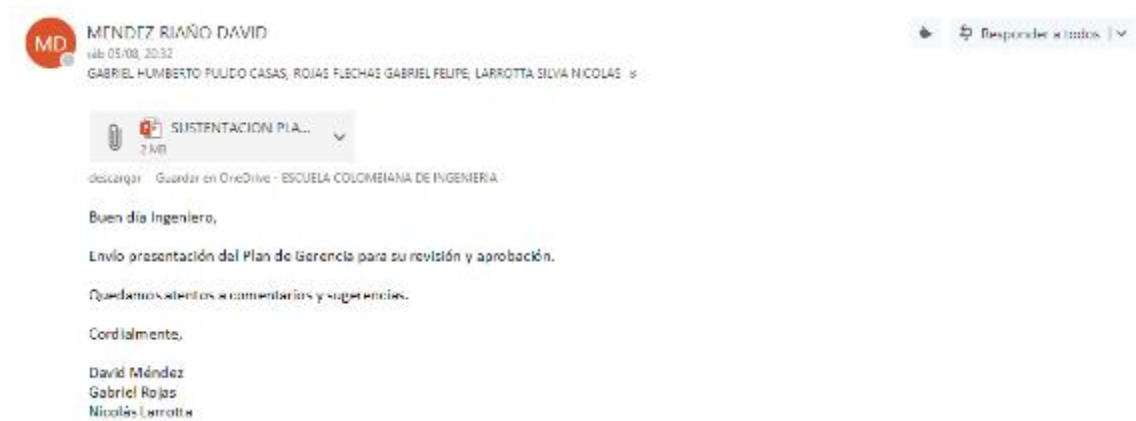 MD
MENDEZ RIAÑO DAVID
sáb 05/08, 20:32
Responder a todos
GABRIEL HUMBERTO PULIDO CASAS; ROJAS FLECHAS GABRIEL FELIPE; LARROTTA SILVA NICOLAS
SUSTENTACION PLA...
2 MB
descargar Guardar en OneDrive - ESCUELA COLOMBIANA DE INGENIERIA
Buen día Ingeniero,
Envío presentación del Plan de Gerencia para su revisión y aprobación.
Quedamos atentos a comentarios y sugerencias.
Cordialmente,
David Méndez
Gabriel Rojas
Nicolás Larrotta